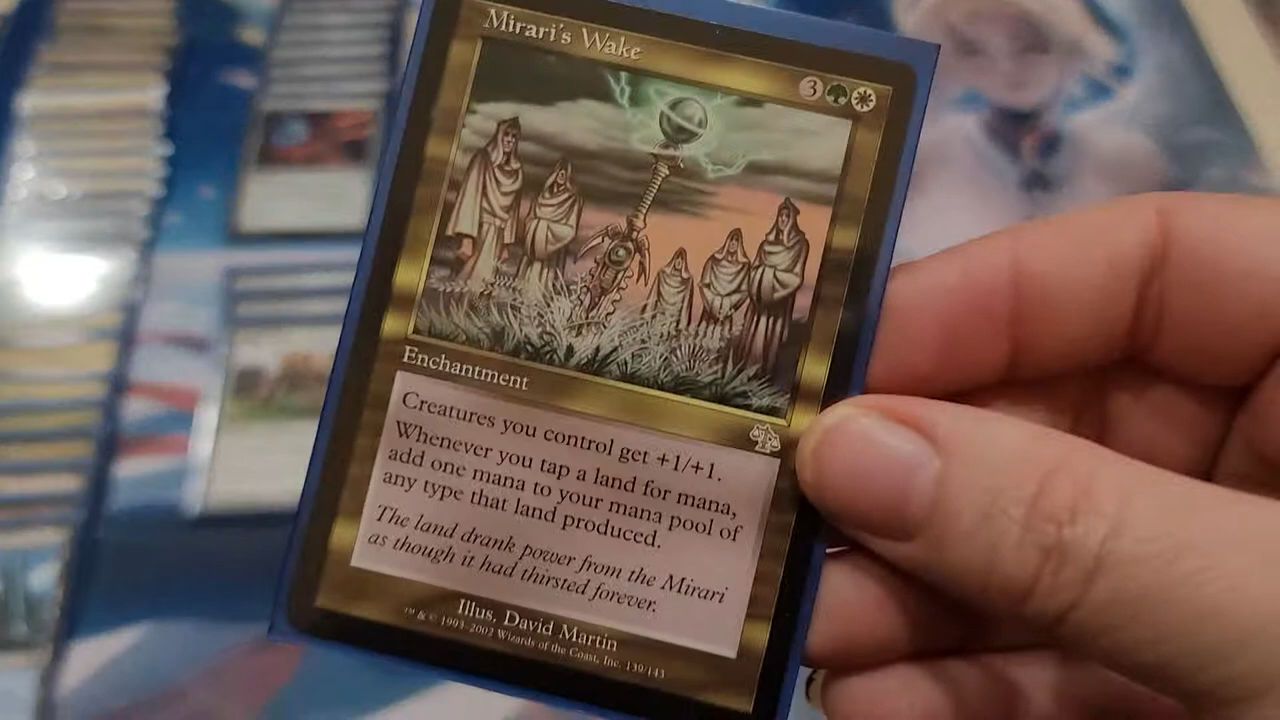 Mirari's Wake
3
Enchantment
Creatures you control get +1/+1.
Whenever you tap a land for mana,
add one mana to your mana pool of
any type that land produced.
The land drank power from the Mirari
as though it had thirsted forever.
Illus. David Martin
™ & © 1993-2002 Wizards of the Coast, Inc. 139/143